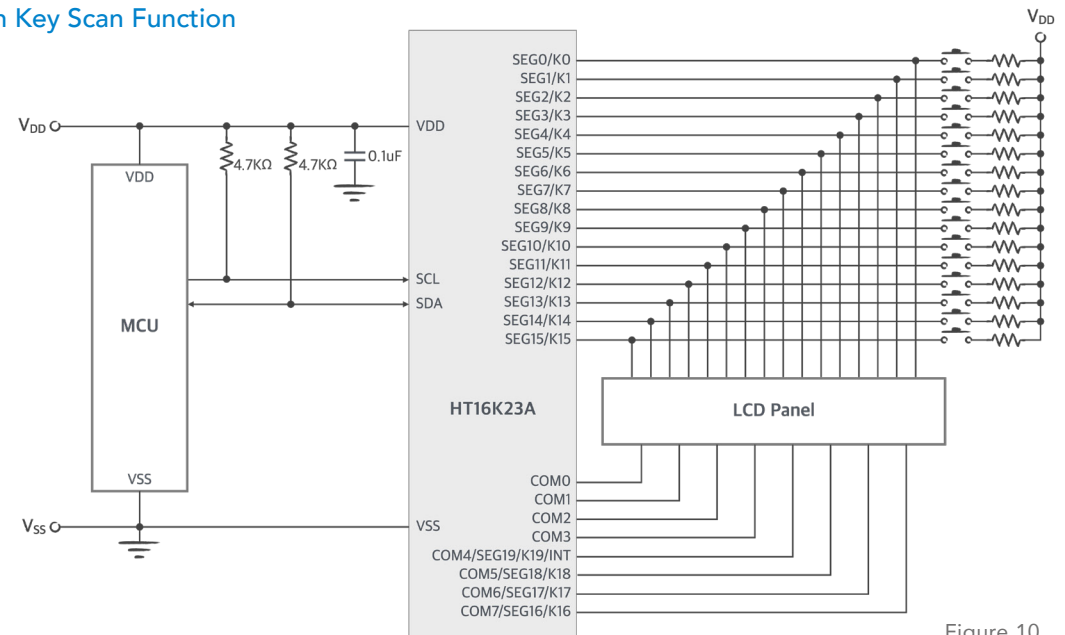 n Key Scan Function
VDD
VDD
VDD
4.7KΩ
4.7KΩ
0.1uF
VDD
SCL
SDA
MCU
VSS
VSS
VSS
HT16K23A
SEG0/K0
SEG1/K1
SEG2/K2
SEG3/K3
SEG4/K4
SEG5/K5
SEG6/K6
SEG7/K7
SEG8/K8
SEG9/K9
SEG10/K10
SEG11/K11
SEG12/K12
SEG13/K13
SEG14/K14
SEG15/K15
LCD Panel
COM0
COM1
COM2
COM3
COM4/SEG19/K19/INT
COM5/SEG18/K18
COM6/SEG17/K17
COM7/SEG16/K16
Figure 10